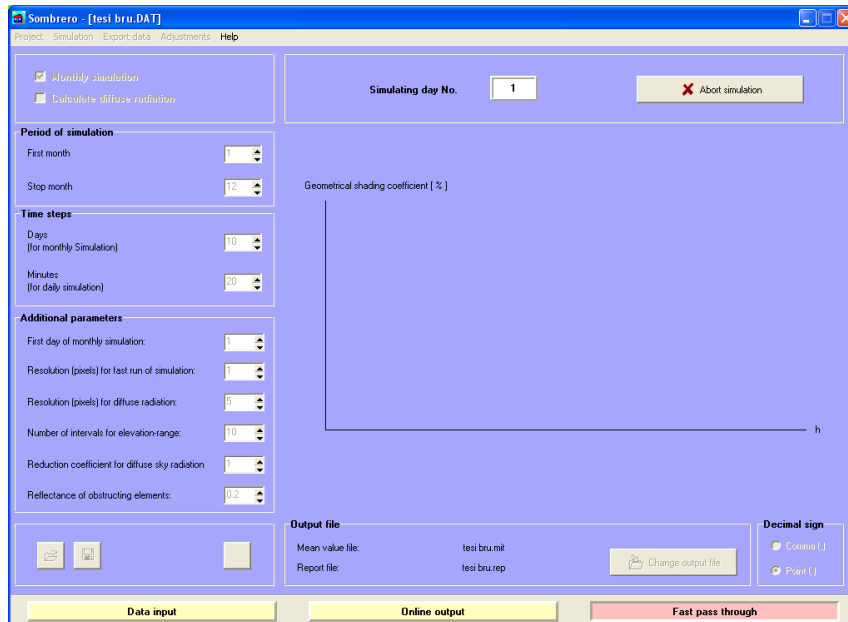 Sombrero - [tesi bru.DAT]
Project Simulation Export data Adjustments Help
Monthly simulation
Calculate diffuse radiation
Simulating day No. 1
Abort simulation
Period of simulation
First month 1
Stop month 12
Time steps
Days
(for monthly Simulation) 10
Minutes
(for daily simulation) 20
Additional parameters
First day of monthly simulation: 1
Resolution (pixels) for fast run of simulation: 1
Resolution (pixels) for diffuse radiation: 5
Number of intervals for elevation-range: 10
Reduction coefficient for diffuse sky radiation 1
Reflectance of obstructing elements: 0.2
Geometrical shading coefficient [ % ]
h
Output file
Mean value file: tesi bru.mit
Report file: tesi bru.rep
Change output file
Decimal sign
Comma (,)
Point (.)
Data input
Online output
Fast pass through